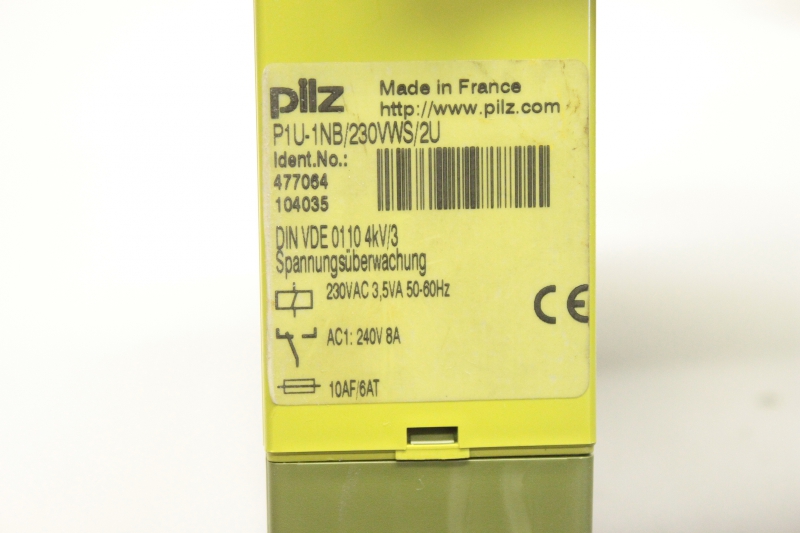 pilz
Made in France
http://www.pilz.com
P1U-1NB/230VWS/2U
Ident.No.:
477064
104035
DIN VDE 0110 4kV/3
Spannungsüberwachung
230VAC 3,5VA 50-60Hz
CE
AC1: 240V 8A
10AF/6AT